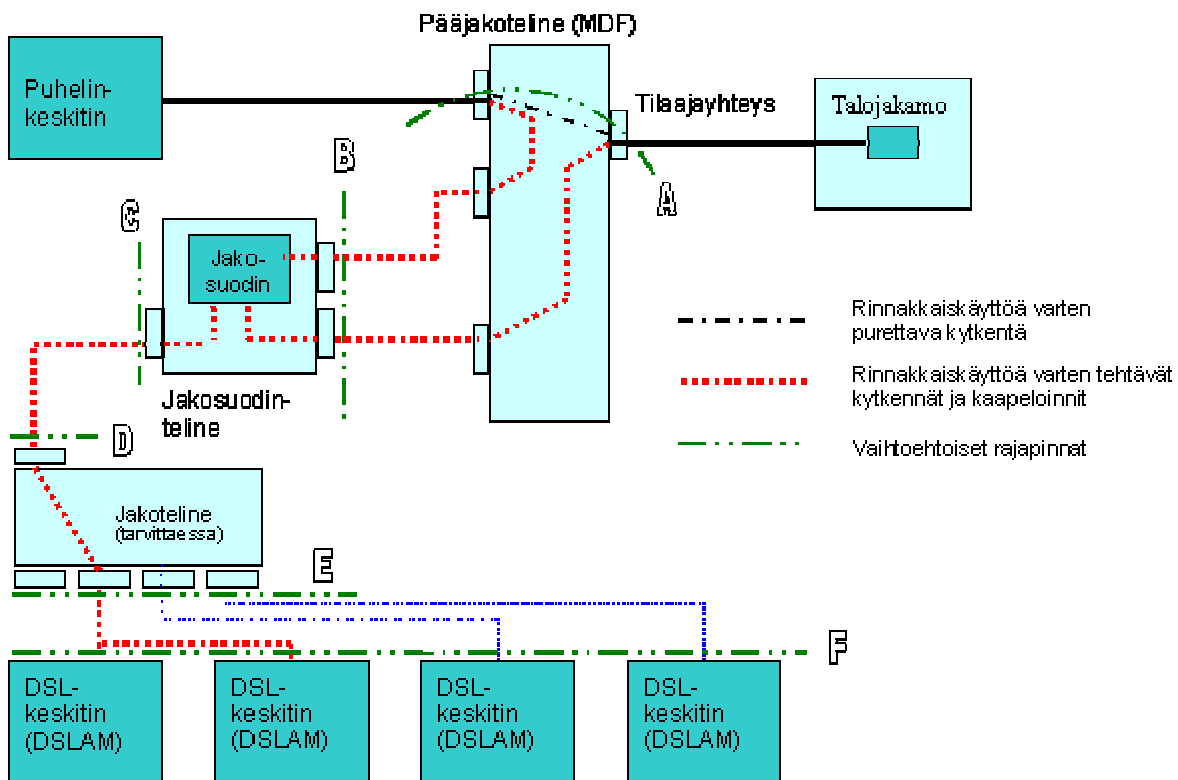 Pääjakoteline (MDF)
Puhelin-
keskitin
Tilaajayhteys
Talojakamo
B
A
C
Jako-
suodin
Rinnakkaiskäyttöä varten
purettava kytkentä
Rinnakkaiskäyttöä varten tehtävät
kytkennät ja kaapeloinnit
Jakosuodin-
teline
Vaihtoehtoiset rajapinnat
D
Jakoteline
(tarvittaessa)
E
F
DSL-
keskitin
(DSLAM)
DSL-
keskitin
(DSLAM)
DSL-
keskitin
(DSLAM)
DSL-
keskitin
(DSLAM)